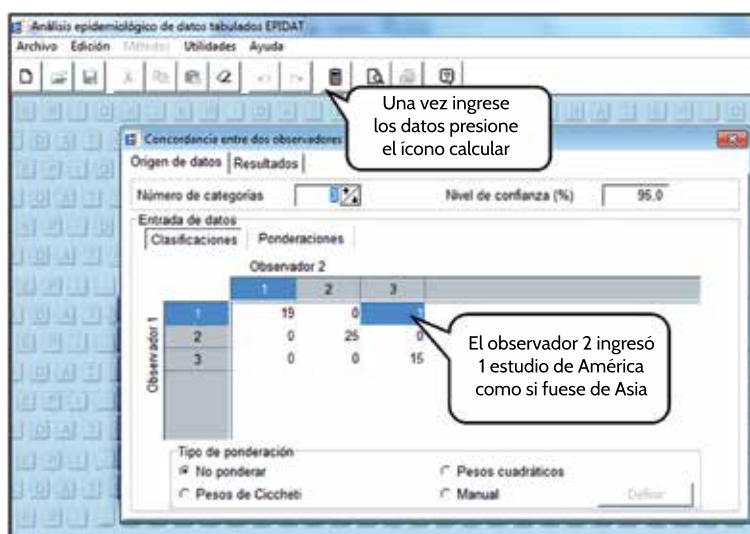 Análisis epidemiológico de datos tabulados EPIDAT
Archivo Edición Métodos Utilidades Ayuda
Una vez ingrese
los datos presione
el ícono calcular
Concordancia entre dos observadores
Origen de datos Resultados
Número de categorías 3 Nivel de confianza (%) 95,0
Entrada de datos
Clasificaciones Ponderaciones
Observador 2
1 2 3
Observador 1
1 19 0 1
2 0 25 0
3 0 0 15
El observador 2 ingresó
1 estudio de América
como si fuese de Asia
Tipo de ponderación
No ponderar Pesos cuadráticos
Pesos de Ciccheti Manual Definir